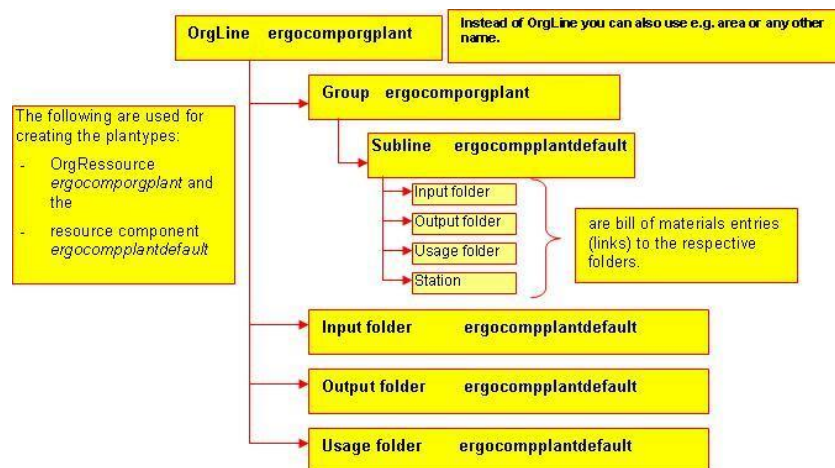 OrgLine ergocomporgplant
Instead of OrgLine you can also use e.g. area or any other
name.
Group ergocomporgplant
The following are used for
creating the plantypes:
- OrgRessource
ergocomporgplant and
the
- resource component
ergocompplantdefault
Subline ergocompplantdefault
Input folder
Output folder
Usage folder
Station
are bill of materials entries
(links) to the respective
folders.
Input folder ergocompplantdefault
Output folder ergocompplantdefault
Usage folder ergocompplantdefault